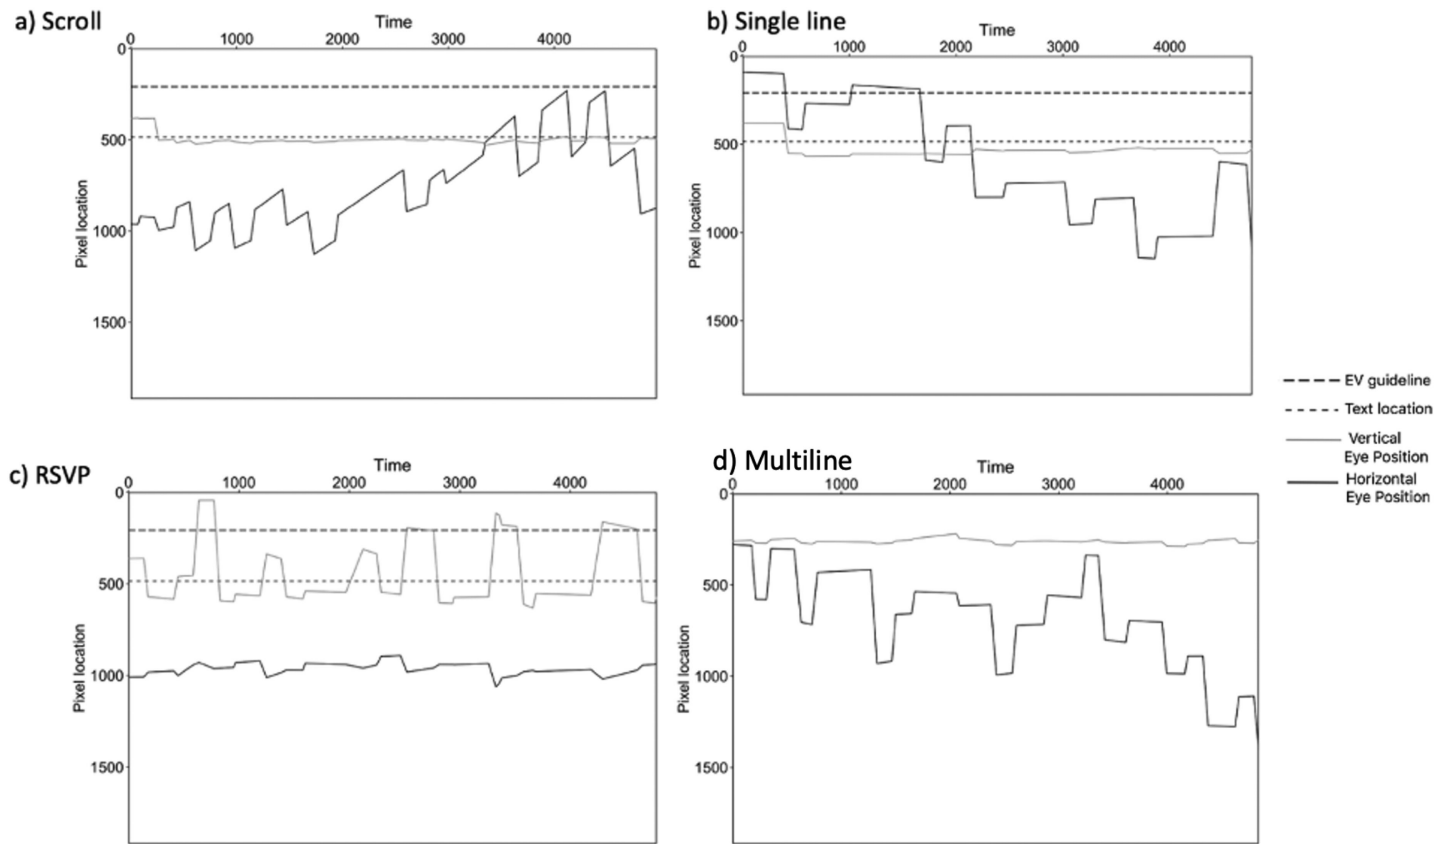 a) Scroll
Time
0 1000 2000 3000 4000
0
500
1000
1500
Pixel location
b) Single line
Time
0 1000 2000 3000 4000
0
500
1000
1500
Pixel location
EV guideline
Text location
Vertical
Eye Position
Horizontal
Eye Position
c) RSVP
Time
0 1000 2000 3000 4000
0
500
1000
1500
Pixel location
d) Multiline
Time
0 1000 2000 3000 4000
0
500
1000
1500
Pixel location